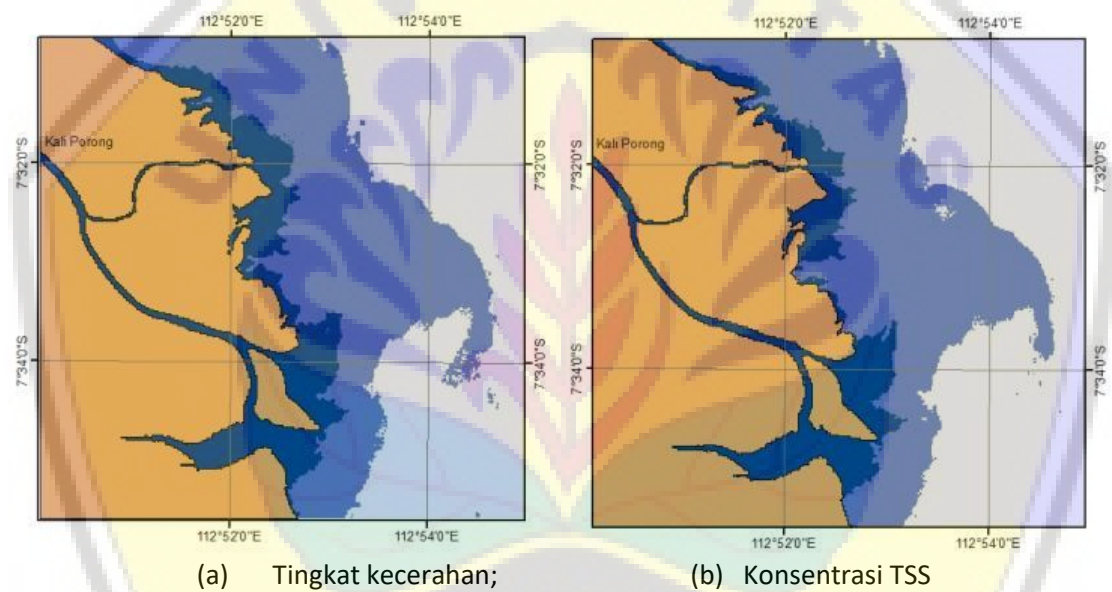 112°52'0"E 112°54'0"E 112°52'0"E 112°54'0"E
Kali Porong Kali Porong
7°32'0"S 7°32'0"S 7°32'0"S 7°32'0"S
7°34'0"S 7°34'0"S 7°34'0"S 7°34'0"S
112°52'0"E 112°54'0"E 112°52'0"E 112°54'0"E
(a) Tingkat kecerahan; (b) Konsentrasi TSS